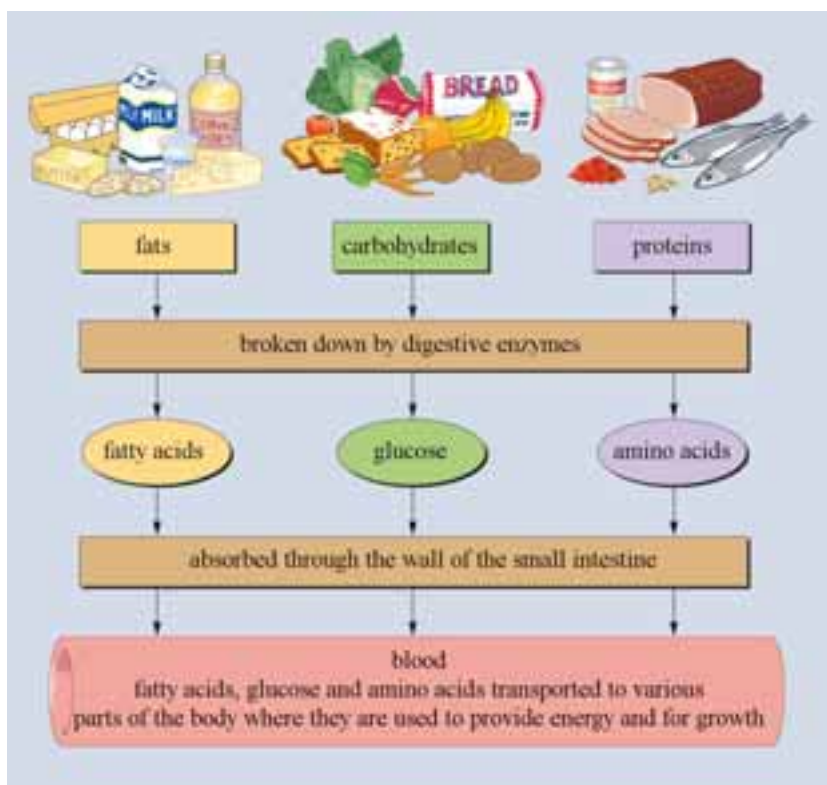 MILK
BREAD
fats
carbohydrates
proteins
broken down by digestive enzymes
fatty acids
glucose
amino acids
absorbed through the wall of the small intestine
blood
fatty acids, glucose and amino acids transported to various
parts of the body where they are used to provide energy and for growth